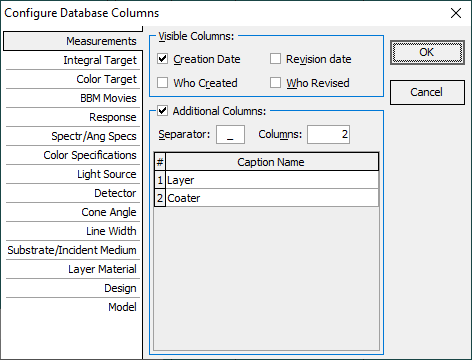 Configure Database Columns
Measurements
Integral Target
Color Target
BBM Movies
Response
Spectr/Ang Specs
Color Specifications
Light Source
Detector
Cone Angle
Line Width
Substrate/Incident Medium
Layer Material
Design
Model
Visible Columns:
Creation Date
Revision date
Who Created
Who Revised
Additional Columns:
Separator: _ Columns: 2
# Caption Name
1 Layer
2 Coater
OK
Cancel